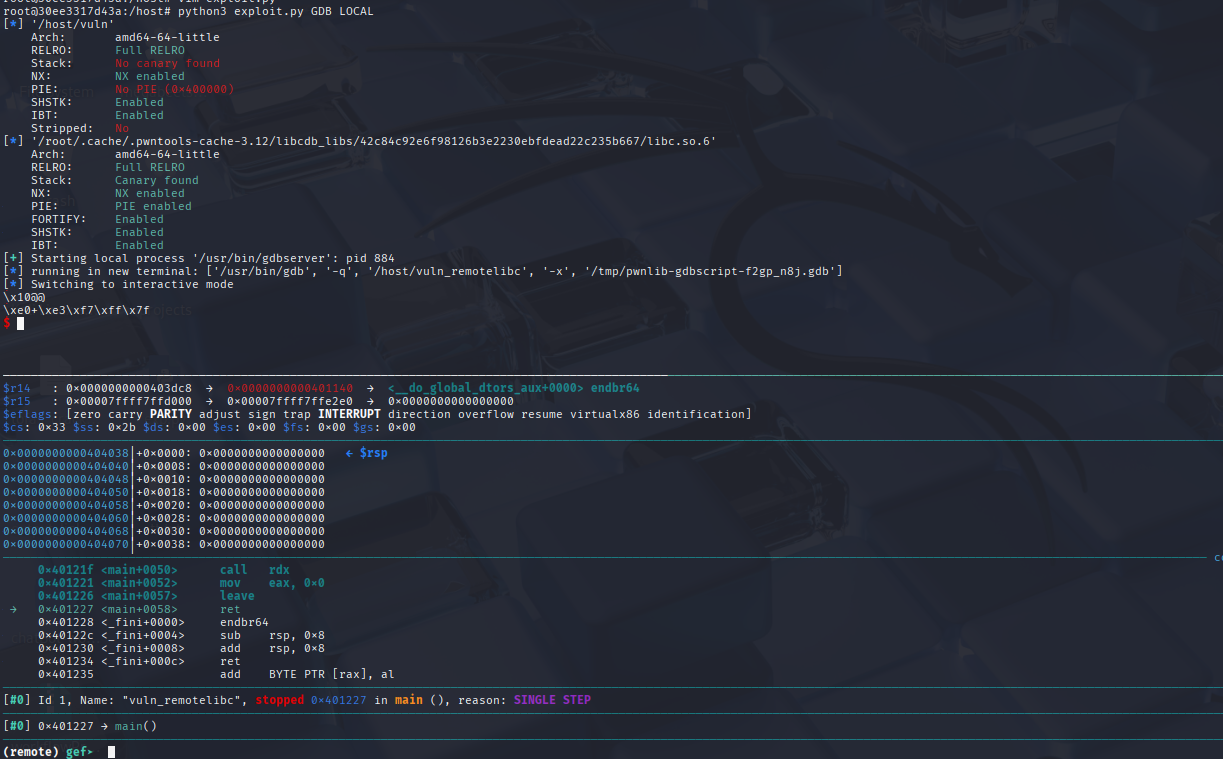 root@30ee3317d43a:/host# python3 exploit.py GDB LOCAL
[*] '/host/vuln'
    Arch:       amd64-64-little
    RELRO:      Full RELRO
    Stack:      No canary found
    NX:         NX enabled
    PIE:        No PIE (0x400000)
    SHSTK:      Enabled
    IBT:        Enabled
    Stripped:   No
[*] '/root/.cache/.pwntools-cache-3.12/libcdb_libs/42c84c92e6f98126b3e2230ebfdead22c235b667/libc.so.6'
    Arch:       amd64-64-little
    RELRO:      Full RELRO
    Stack:      Canary found
    NX:         NX enabled
    PIE:        PIE enabled
    FORTIFY:    Enabled
    SHSTK:      Enabled
    IBT:        Enabled
[+] Starting local process '/usr/bin/gdbserver': pid 884
[*] running in new terminal: ['/usr/bin/gdb', '-q', '/host/vuln_remotelibc', '-x', '/tmp/pwnlib-gdbscript-f2gp_n8j.gdb']
[*] Switching to interactive mode
\x10@@
\xe0+\xe3\xf7\xff\x7f
$
$r14   : 0x0000000000403dc8  →  0x0000000000401140  →  <__do_global_dtors_aux+0000> endbr64
$r15   : 0x00007ffff7ffd000  →  0x00007ffff7ffe2e0  →  0x0000000000000000
$eflags: [zero carry PARITY adjust sign trap INTERRUPT direction overflow resume virtualx86 identification]
$cs: 0x33 $ss: 0x2b $ds: 0x00 $es: 0x00 $fs: 0x00 $gs: 0x00
0x0000000000404038│+0x0000: 0x0000000000000000   ← $rsp
0x0000000000404040│+0x0008: 0x0000000000000000
0x0000000000404048│+0x0010: 0x0000000000000000
0x0000000000404050│+0x0018: 0x0000000000000000
0x0000000000404058│+0x0020: 0x0000000000000000
0x0000000000404060│+0x0028: 0x0000000000000000
0x0000000000404068│+0x0030: 0x0000000000000000
0x0000000000404070│+0x0038: 0x0000000000000000
     0x40121f <main+0050>      call   rdx
     0x401221 <main+0052>      mov    eax, 0x0
     0x401226 <main+0057>      leave
 →   0x401227 <main+0058>      ret
     0x401228 <_fini+0000>     endbr64
     0x40122c <_fini+0004>     sub    rsp, 0x8
     0x401230 <_fini+0008>     add    rsp, 0x8
     0x401234 <_fini+000c>     ret
     0x401235                  add    BYTE PTR [rax], al
[#0] Id 1, Name: "vuln_remotelibc", stopped 0x401227 in main (), reason: SINGLE STEP
[#0] 0x401227 → main()
(remote) gef➤